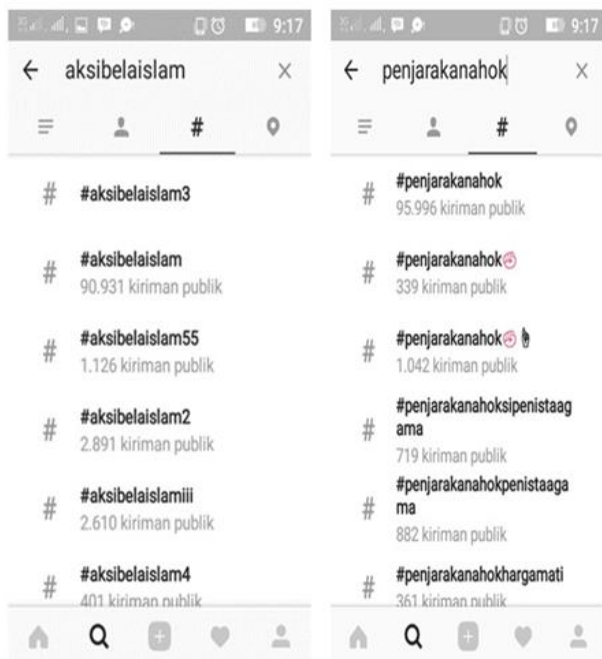 9:17
aksibelaislam
#
# #aksibelaislam3
# #aksibelaislam
90.931 kiriman publik
# #aksibelaislam55
1.126 kiriman publik
# #aksibelaislam2
2.891 kiriman publik
# #aksibelaislamiii
2.610 kiriman publik
# #aksibelaislam4
401 kiriman publik
9:17
penjarakanahok
#
# #penjarakanahok
95.996 kiriman publik
# #penjarakanahok
339 kiriman publik
# #penjarakanahok
1.042 kiriman publik
# #penjarakanahoksipenistaag
ama
719 kiriman publik
# #penjarakanahokpenistaaga
ma
882 kiriman publik
# #penjarakanahokhargamati
361 kiriman publik